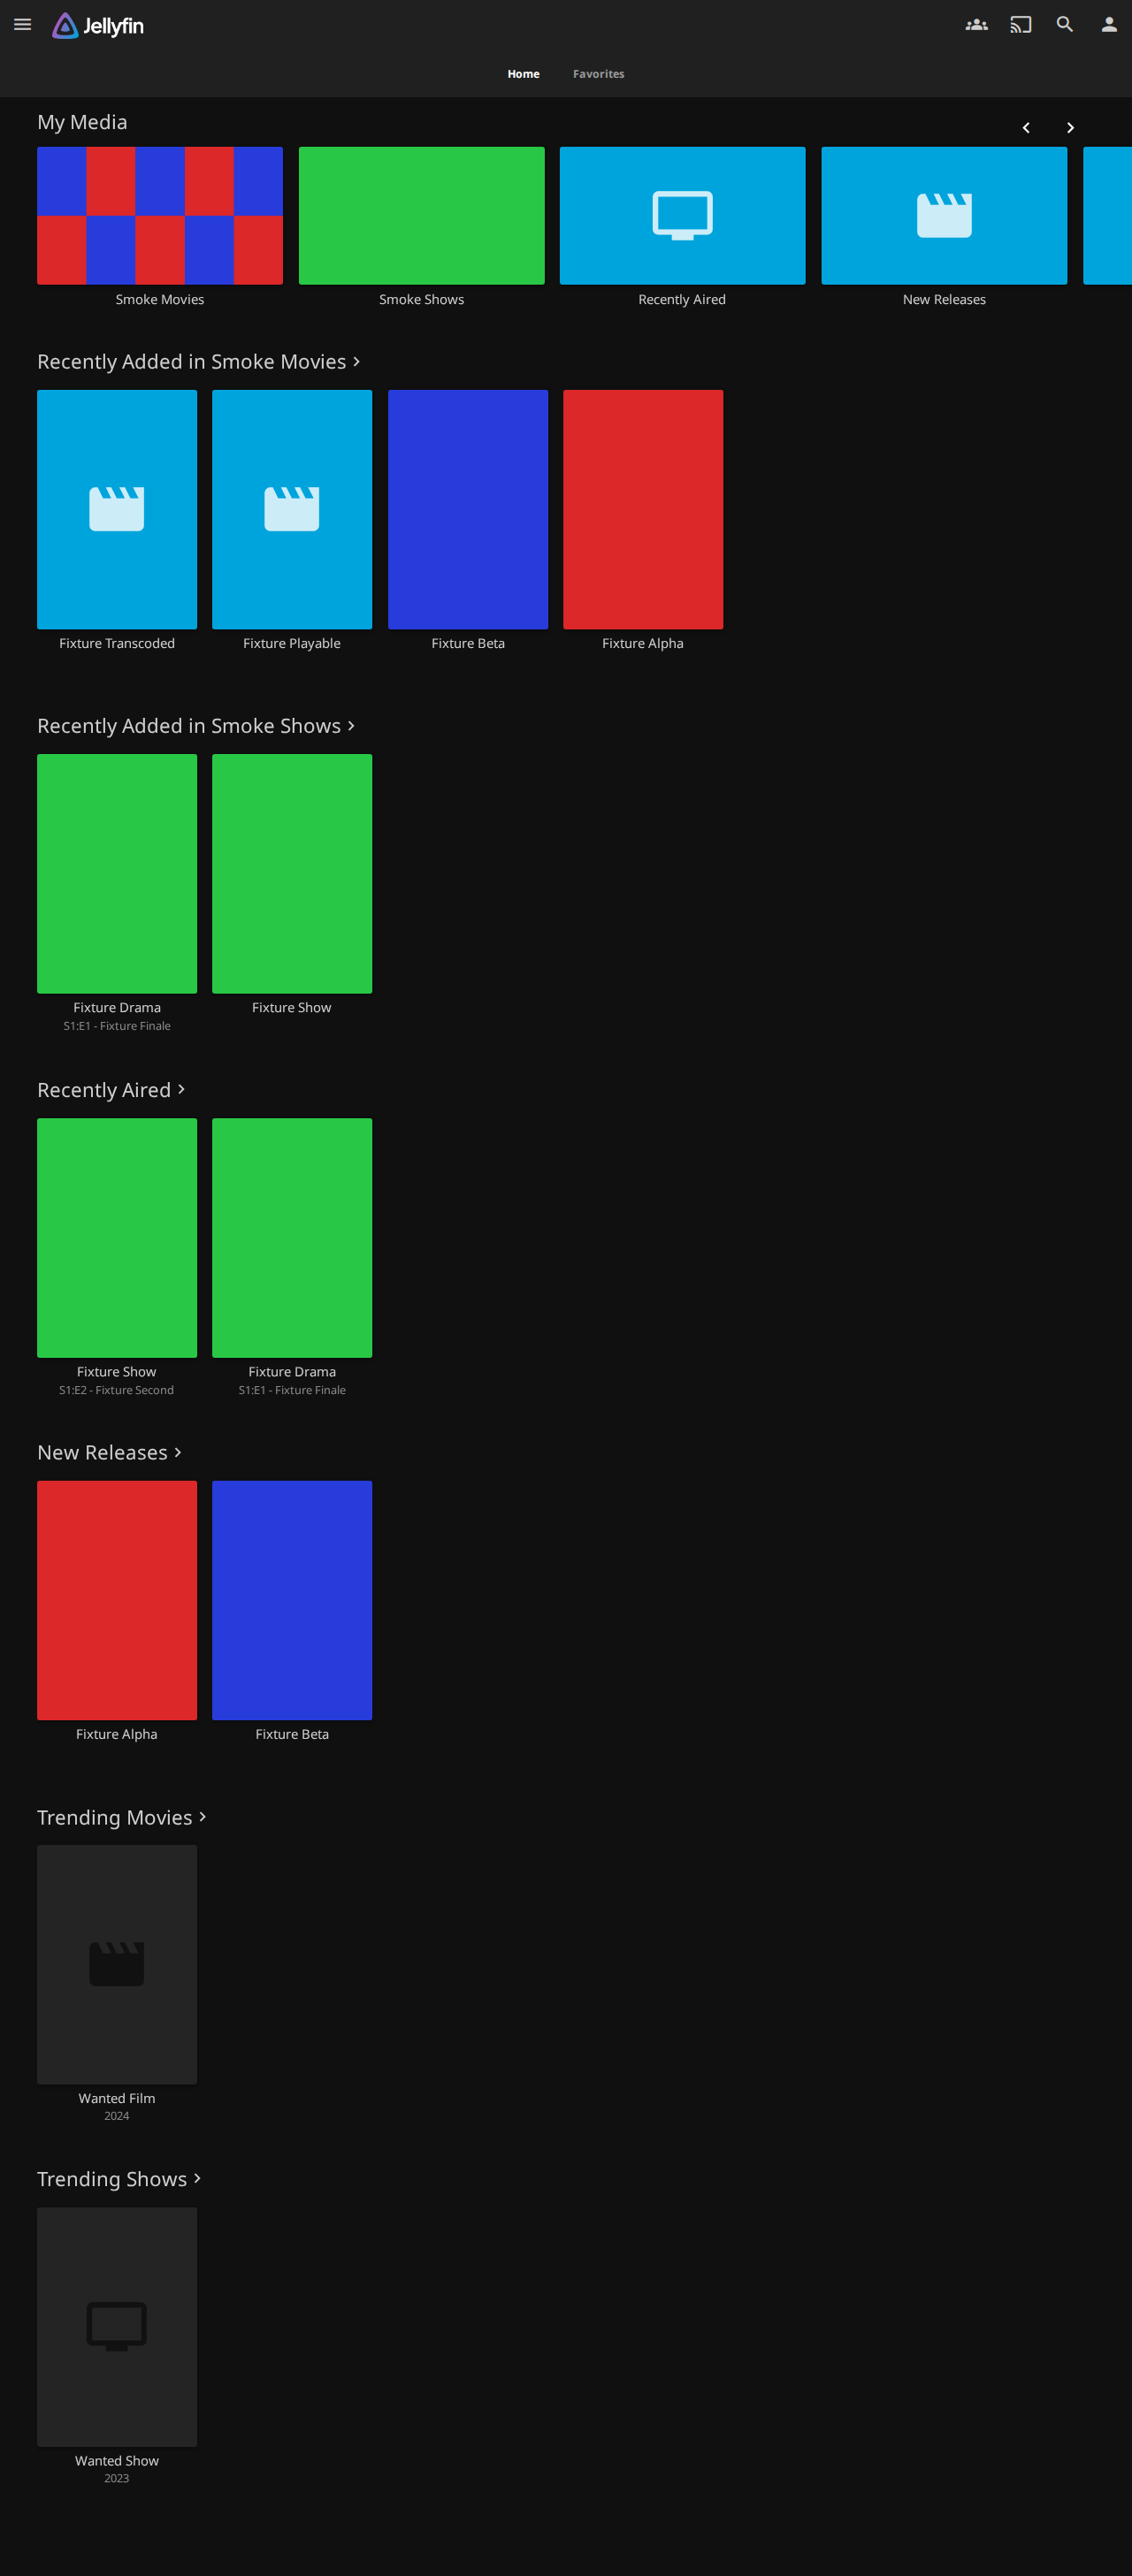 Jellyfin
Home Favorites
My Media
Smoke Movies Smoke Shows Recently Aired New Releases
Recently Added in Smoke Movies
Fixture Transcoded Fixture Playable Fixture Beta Fixture Alpha
Recently Added in Smoke Shows
Fixture Drama Fixture Show
S1:E1 - Fixture Finale
Recently Aired
Fixture Show Fixture Drama
S1:E2 - Fixture Second S1:E1 - Fixture Finale
New Releases
Fixture Alpha Fixture Beta
Trending Movies
Wanted Film
2024
Trending Shows
Wanted Show
2023